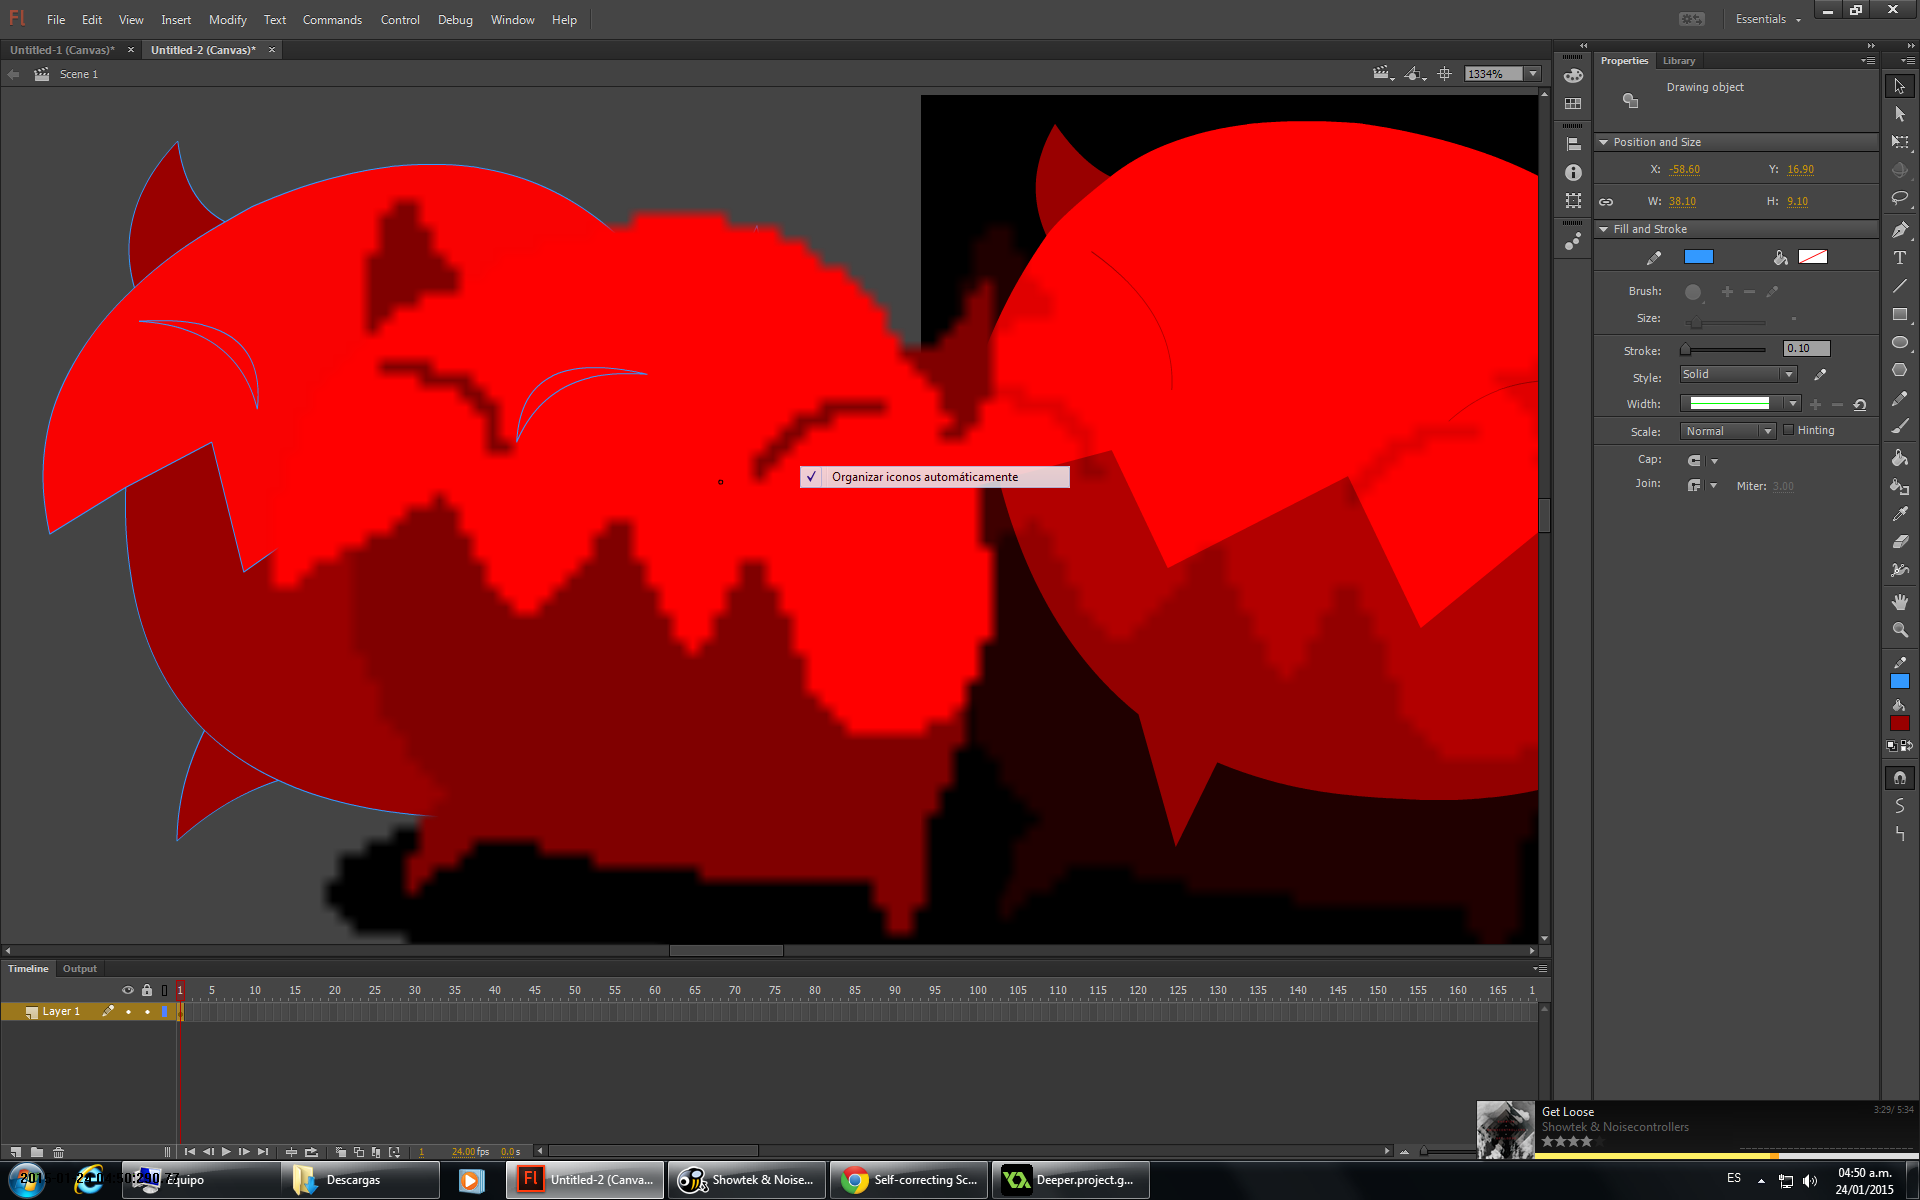 Fl File Edit View Insert Modify Text Commands Control Debug Window Help Essentials
Untitled-1 (Canvas)* × Untitled-2 (Canvas)* ×
Scene 1 1334%
Properties Library
Drawing object
Position and Size
X: -58.60 Y: 16.90
W: 38.10 H: 9.10
Fill and Stroke
Brush:
Size: -
Stroke: 0.10
Style: Solid
Width:
Scale: Normal Hinting
Cap:
Join: Miter: 3.00
✓ Organizar iconos automáticamente
Timeline Output
1 5 10 15 20 25 30 35 40 45 50 55 60 65 70 75 80 85 90 95 100 105 110 115 120 125 130 135 140 145 150 155 160 165 1
Layer 1
1 24.00 fps 0.0 s
Get Loose 3:29/ 5:34
Showtek & Noisecontrollers
Equipo
Descargas
Fl Untitled-2 (Canva...
Showtek & Noise...
Self-correcting Sc...
Deeper.project.g...
ES
04:50 a.m.
24/01/2015